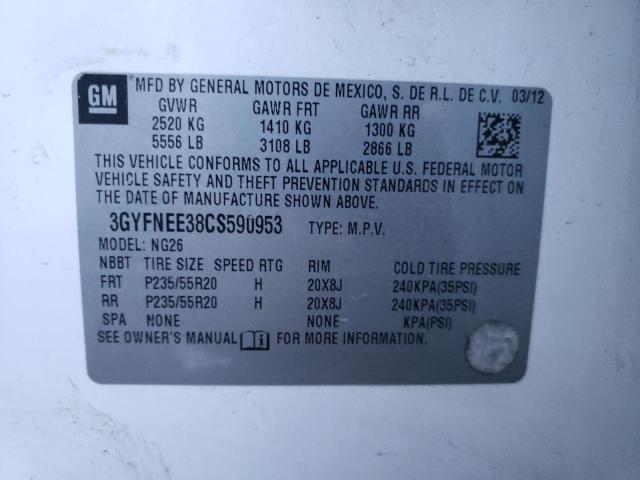 GM
MFD BY GENERAL MOTORS DE MEXICO, S. DE R.L. DE C.V. 03/12
GVWR GAWR FRT GAWR RR
2520 KG 1410 KG 1300 KG
5556 LB 3108 LB 2866 LB
THIS VEHICLE CONFORMS TO ALL APPLICABLE U.S. FEDERAL MOTOR
VEHICLE SAFETY AND THEFT PREVENTION STANDARDS IN EFFECT ON
THE DATE OF MANUFACTURE SHOWN ABOVE.
3GYFNEE38CS590953 TYPE: M.P.V.
MODEL: NG26
NBBT TIRE SIZE SPEED RTG RIM COLD TIRE PRESSURE
FRT P235/55R20 H 20X8J 240KPA(35PSI)
RR P235/55R20 H 20X8J 240KPA(35PSI)
SPA NONE NONE KPA(PSI)
SEE OWNER'S MANUAL i FOR MORE INFORMATION.